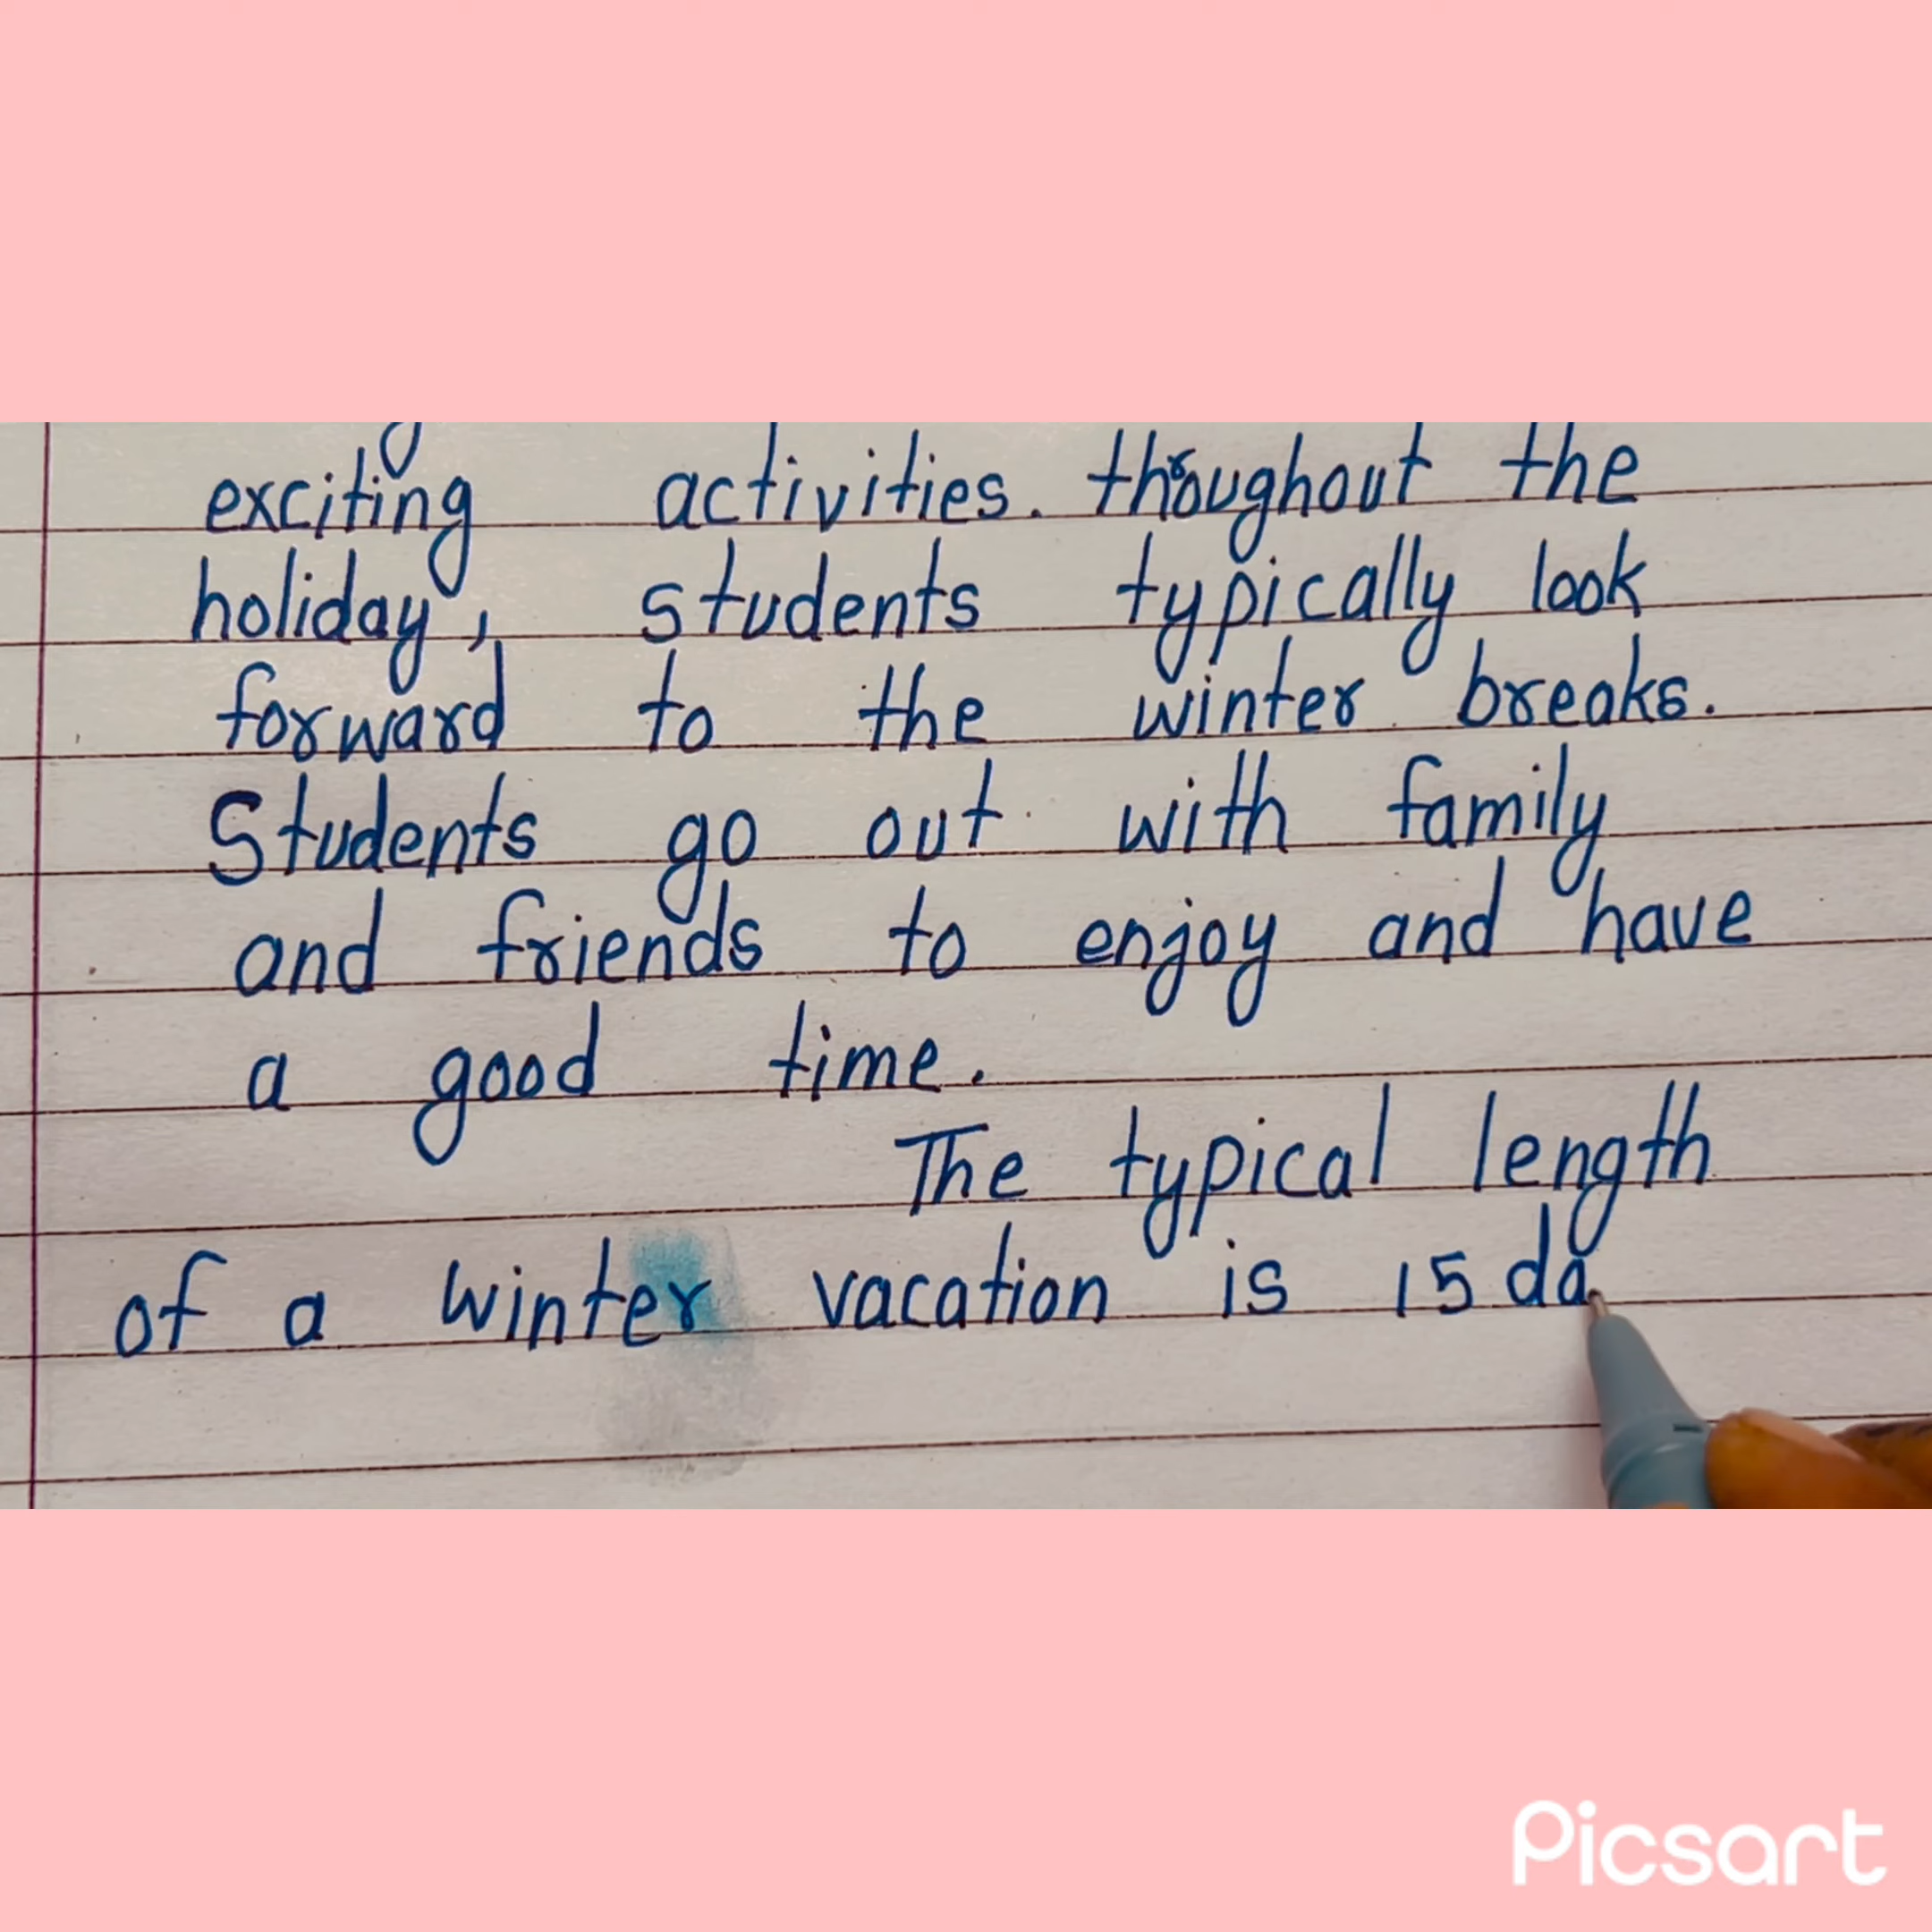 exciting activities. throughout the
holiday, students typically look
forward to the winter breaks.
Students go out with family
and friends to enjoy and have
a good time.
The typical length
of a winter vacation is 15 da
Picsart